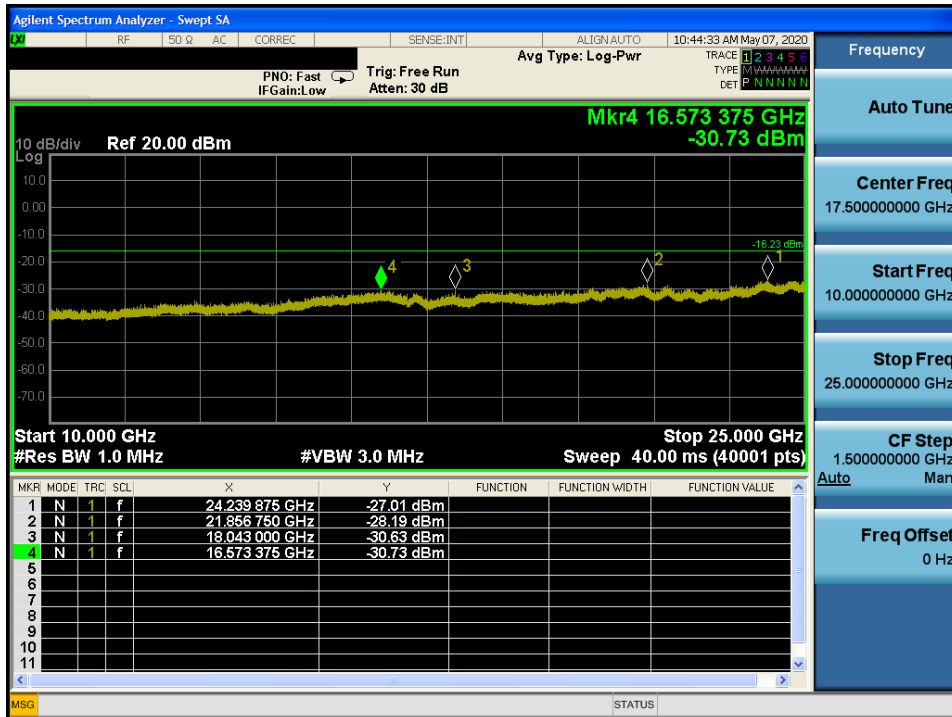 Agilent Spectrum Analyzer - Swept SA
LXI RF 50 Ω AC CORREC SENSE:INT ALIGN AUTO 10:44:33 AM May 07, 2020
PNO: Fast
IFGain:Low
Trig: Free Run
Atten: 30 dB
Avg Type: Log-Pwr
TRACE 1 2 3 4 5 6
TYPE M W W W W W
DET P N N N N N
Mkr4 16.573 375 GHz
-30.73 dBm
10 dB/div Ref 20.00 dBm
Log
10.0
0.00
-10.0
-16.23 dBm
-20.0
-30.0
-40.0
-50.0
-60.0
-70.0
4
3
2
1
Start 10.000 GHz Stop 25.000 GHz
#Res BW 1.0 MHz #VBW 3.0 MHz Sweep 40.00 ms (40001 pts)
MKR MODE TRC SCL X Y FUNCTION FUNCTION WIDTH FUNCTION VALUE
1 N 1 f 24.239 875 GHz -27.01 dBm
2 N 1 f 21.856 750 GHz -28.19 dBm
3 N 1 f 18.043 000 GHz -30.63 dBm
4 N 1 f 16.573 375 GHz -30.73 dBm
5
6
7
8
9
10
11
MSG STATUS
Frequency
Auto Tune
Center Freq
17.500000000 GHz
Start Freq
10.000000000 GHz
Stop Freq
25.000000000 GHz
CF Step
1.500000000 GHz
Auto Man
Freq Offset
0 Hz